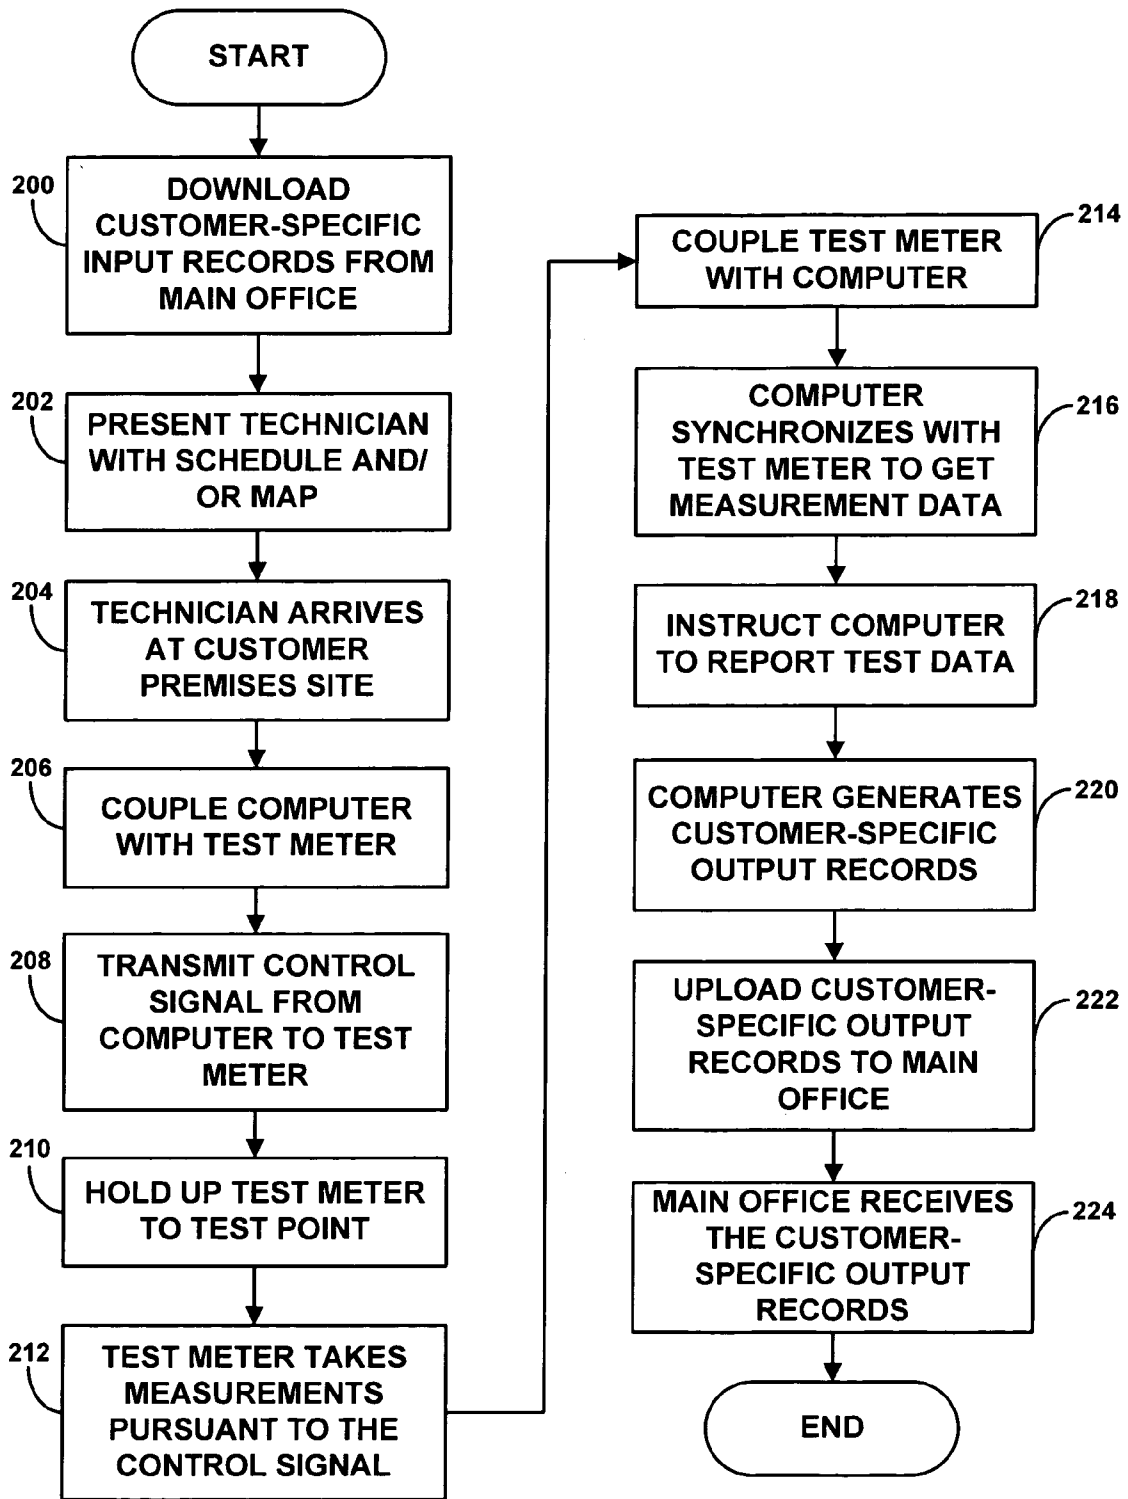 START
200
DOWNLOAD
CUSTOMER-SPECIFIC
INPUT RECORDS FROM
MAIN OFFICE
202
PRESENT TECHNICIAN
WITH SCHEDULE AND/
OR MAP
204
TECHNICIAN ARRIVES
AT CUSTOMER
PREMISES SITE
206
COUPLE COMPUTER
WITH TEST METER
208
TRANSMIT CONTROL
SIGNAL FROM
COMPUTER TO TEST
METER
210
HOLD UP TEST METER
TO TEST POINT
212
TEST METER TAKES
MEASUREMENTS
PURSUANT TO THE
CONTROL SIGNAL
214
COUPLE TEST METER
WITH COMPUTER
216
COMPUTER
SYNCHRONIZES WITH
TEST METER TO GET
MEASUREMENT DATA
218
INSTRUCT COMPUTER
TO REPORT TEST DATA
220
COMPUTER GENERATES
CUSTOMER-SPECIFIC
OUTPUT RECORDS
222
UPLOAD CUSTOMER-
SPECIFIC OUTPUT
RECORDS TO MAIN
OFFICE
224
MAIN OFFICE RECEIVES
THE CUSTOMER-
SPECIFIC OUTPUT
RECORDS
END